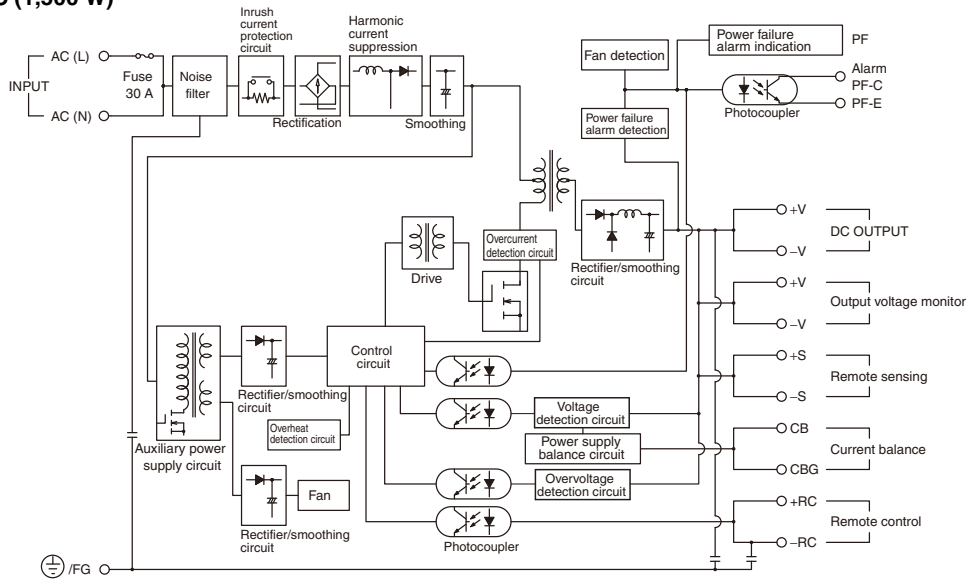 (1,500 W)
Inrush
current
protection
circuit
Harmonic
current
suppression
AC (L)
INPUT
AC (N)
Fuse
30 A
Noise
filter
Rectification
Smoothing
Fan detection
Power failure
alarm detection
Power failure
alarm indication
PF
Alarm
PF-C
PF-E
Photocoupler
Drive
Overcurrent
detection circuit
Rectifier/smoothing
circuit
+V
DC OUTPUT
–V
+V
Output voltage monitor
–V
+S
Remote sensing
–S
CB
Current balance
CBG
+RC
Remote control
–RC
Control
circuit
Rectifier/smoothing
circuit
Overheat
detection circuit
Auxiliary power
supply circuit
Voltage
detection circuit
Power supply
balance circuit
Overvoltage
detection circuit
Fan
Rectifier/smoothing
circuit
Photocoupler
/FG